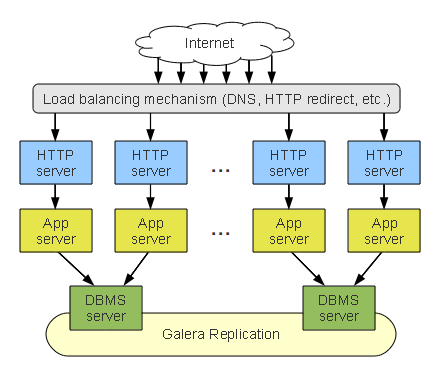 Internet
Load balancing mechanism (DNS, HTTP redirect, etc.)
HTTP server
HTTP server
...
HTTP server
HTTP server
App server
App server
...
App server
App server
DBMS server
DBMS server
Galera Replication